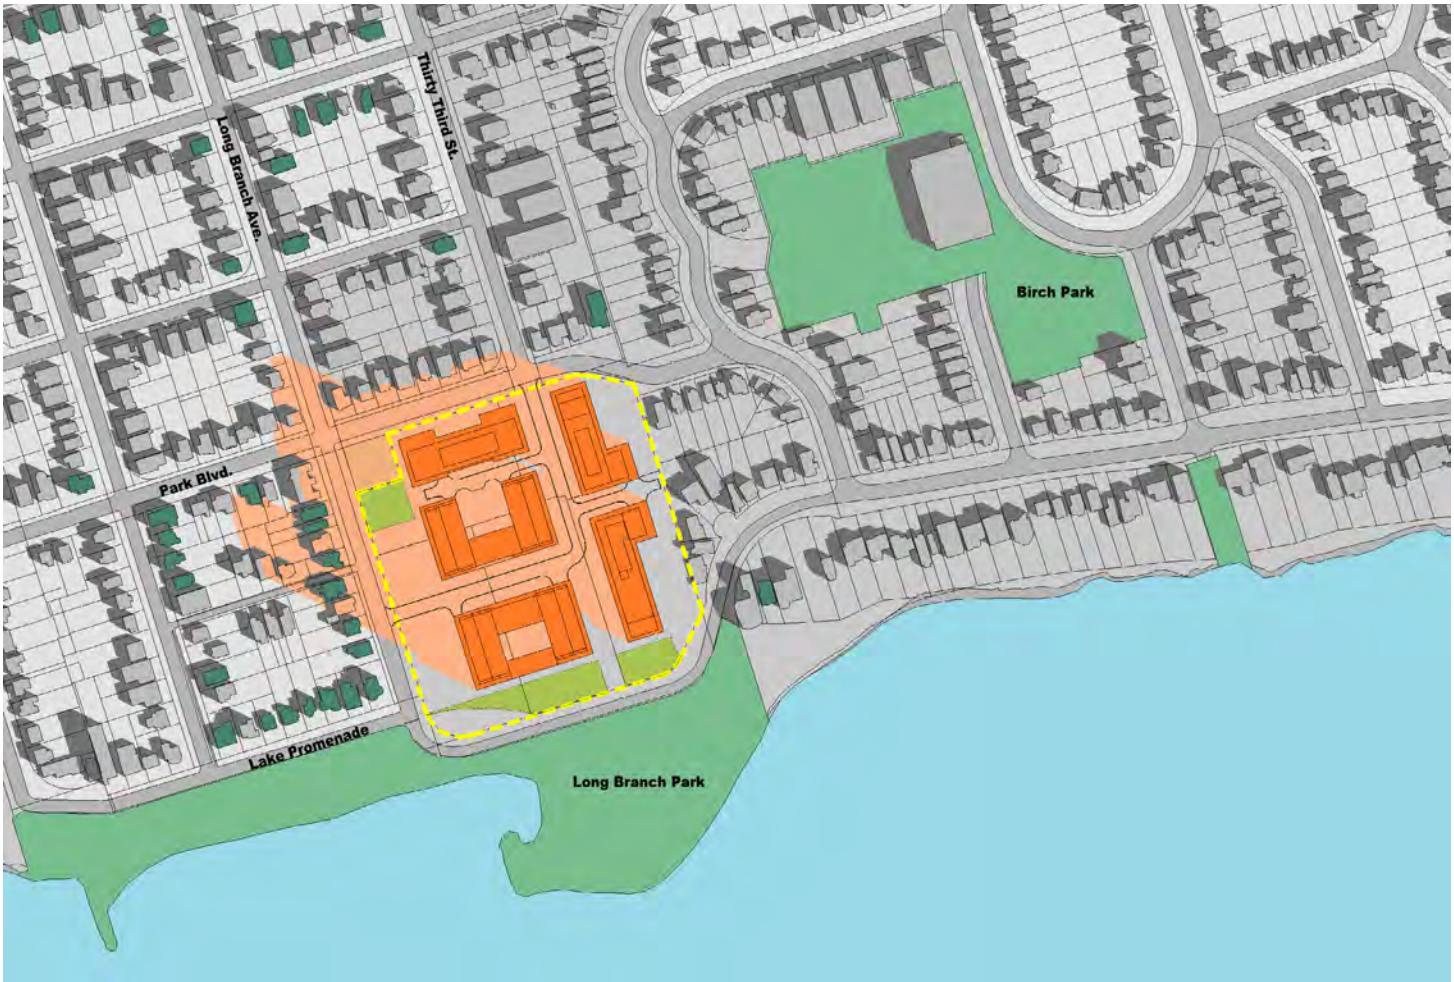 Thirty Third St.
Long Branch Ave.
Birch Park
Park Blvd.
Lake Promenade
Long Branch Park